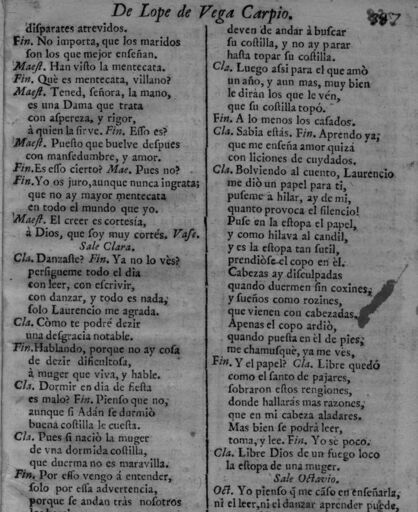 De Lope de Vega Carpio.
disparates atrevidos.
Fin. No importa, que los maridos
son los que mejor enseñan.
Maest. Han visto la mentecata.
Fin. Què es mentecata, villano?
Maest. Tened, señora, la mano,
es una Dama que trata
con aspereza, y rigor,
à quien la sirve. Fin. Esso es?
Maest. Puesto que buelve despues
con mansedumbre, y amor.
Fin. Es esso cierto? Mae. Pues no?
Fin. Yo os juro, aunque nunca ingrata;
que no ay mayor mentecata
en todo el mundo que yo.
Maest. El creer es cortesía,
à Dios, que soy muy cortés. Vase.
Sale Clara.
Cla. Danzaste? Fin. Ya no lo vès?
persigueme todo el dia
con leer, con escrivir,
con danzar, y todo es nada,
solo Laurencio me agrada.
Cla. Còmo te podré dezir
una desgracia notable.
Fin. Hablando, porque no ay cosa
de dezir dificultosa,
à muger que viva, y hable.
Cla. Dormir en dia de fiesta
es malo? Fin. Pienso que no,
aunque si Adán se durmiò
buena costilla le cuesta.
Cla. Pues si naciò la muger
de vna dormida costilla,
que duerma no es maravilla.
Fin. Por esso vengo á entender,
solo por essa advertencia,
porque se andan tràs nosotros
deven de andar à buscar
su costilla, y no ay parar
hasta topar su costilla.
Cla. Luego assi para el que amò
un año, y aun mas, muy bien
le diràn los que le vèn,
que su costilla topó.
Fin. A lo menos los casados.
Cla. Sabia estás. Fin. Aprendo ya;
que me enseña amor quizá
con liciones de cuydados.
Cla. Bolviendo al cuento, Laurencio
me diò un papel para ti,
puseme à hilar, ay de mi,
quanto provoca el silencio!
Puse en la estopa el papel,
y como hilava al candil,
y es la estopa tan sutil,
prendiòse el copo en èl.
Cabezas ay disculpadas
quando duermen sin coxines,
y sueños como rozines,
que vienen con cabezadas.
Apenas el copo ardiò,
quando puesta en èl de pies,
me chamusquè, ya me ves,
Fin. Y el papel? Cla. Libre quedó
como el santo de pajares,
sobraron estos renglones,
donde hallarás mas razones,
que en mi cabeza aladares.
Mas bien se podrà leer,
toma, y lee. Fin. Yo sè poco.
Cla. Libre Dios de un fuego loco
la estopa de una muger.
Sale Octavio.
Oct. Yo pienso q̃ me cãso en enseñarla,
ni el leer, ni el danzar aprender puede,